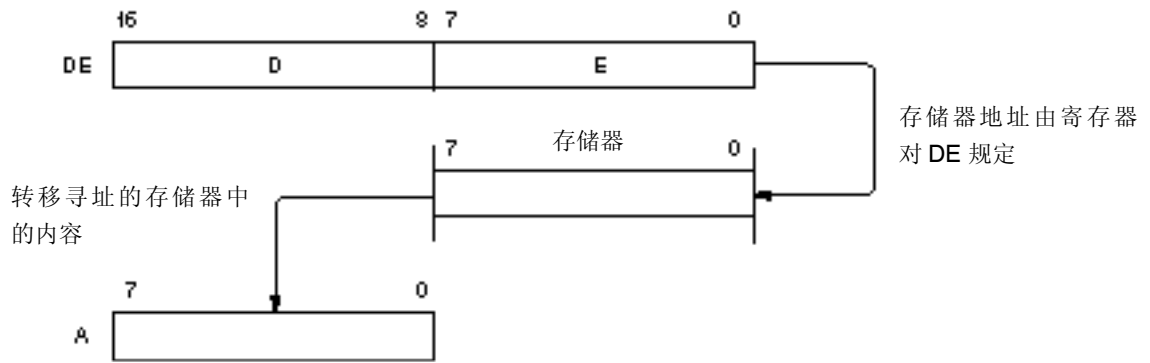 16 8 7 0
DE D E
存储器地址由寄存器
对 DE 规定
7 存储器 0
转移寻址的存储器中
的内容
7 0
A